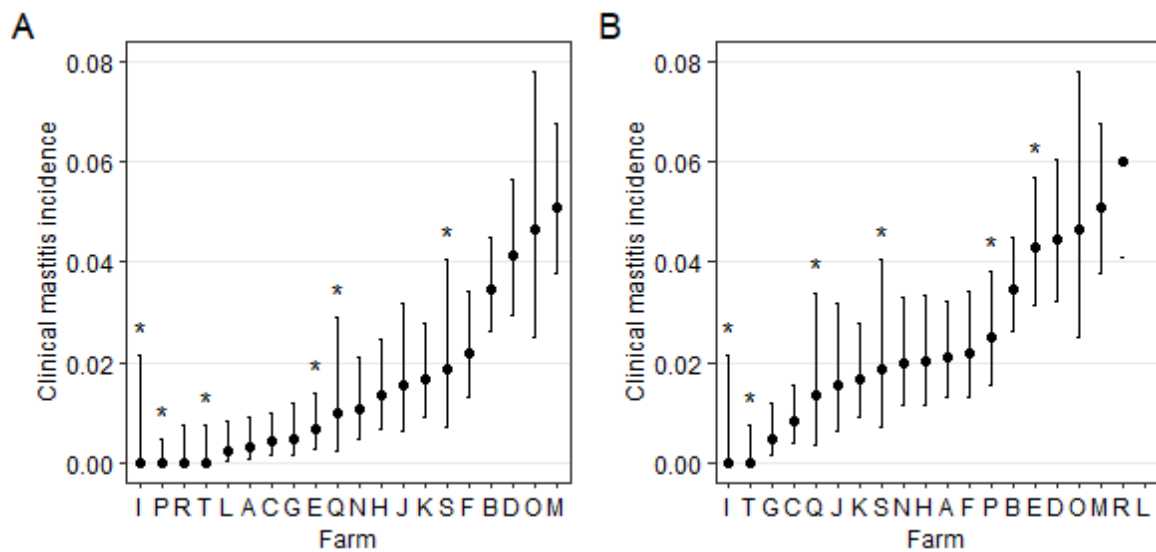 A
Clinical mastitis incidence
0.08
0.06
0.04
0.02
0.00
* * * * * *
I P R T L A C G E Q N H J K S F B D O M
Farm
B
Clinical mastitis incidence
0.08
0.06
0.04
0.02
0.00
* * * * * *
I T G C Q J K S N H A F P B E D O M R L
Farm